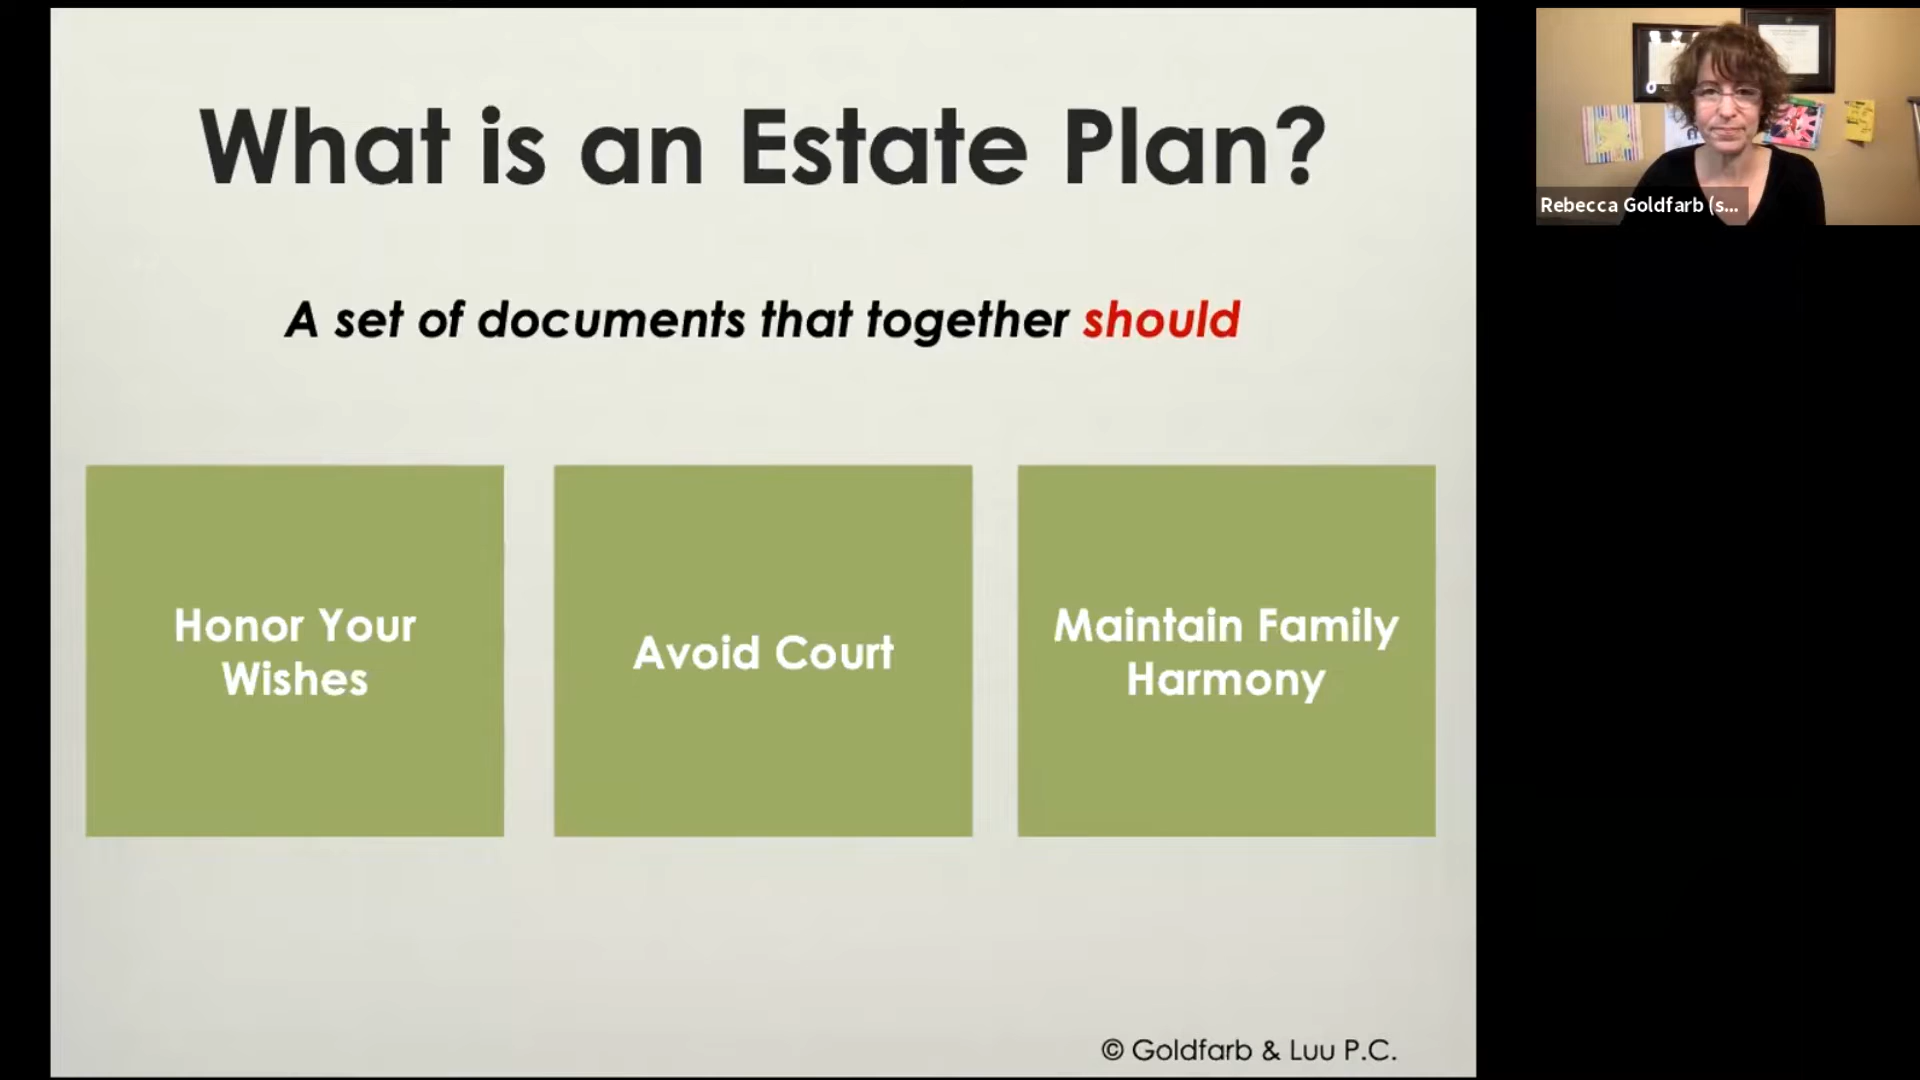 What is an Estate Plan?
A set of documents that together should
Honor Your
Wishes
Avoid Court
Maintain Family
Harmony
© Goldfarb & Luu P.C.
Rebecca Goldfarb (s...